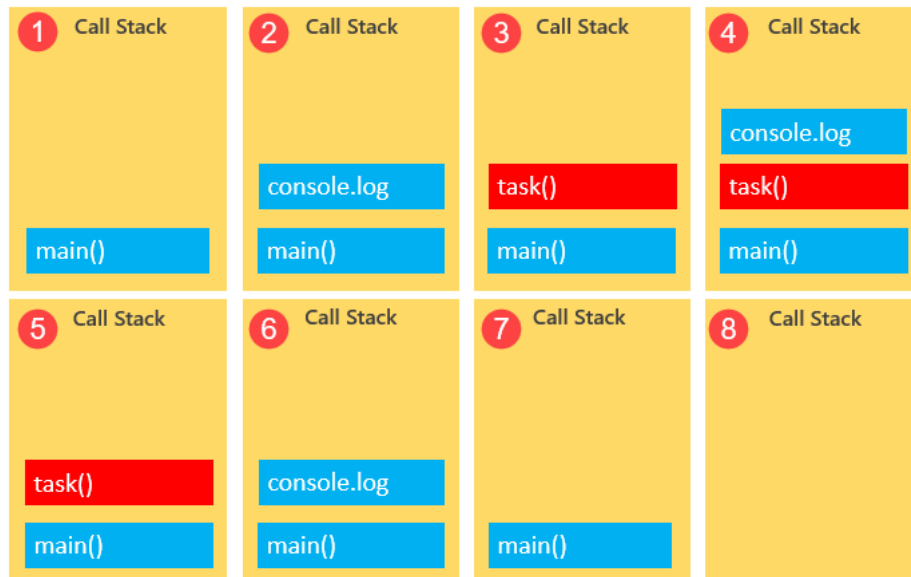 1 Call Stack
main()
2 Call Stack
console.log
main()
3 Call Stack
task()
main()
4 Call Stack
console.log
task()
main()
5 Call Stack
task()
main()
6 Call Stack
console.log
main()
7 Call Stack
main()
8 Call Stack